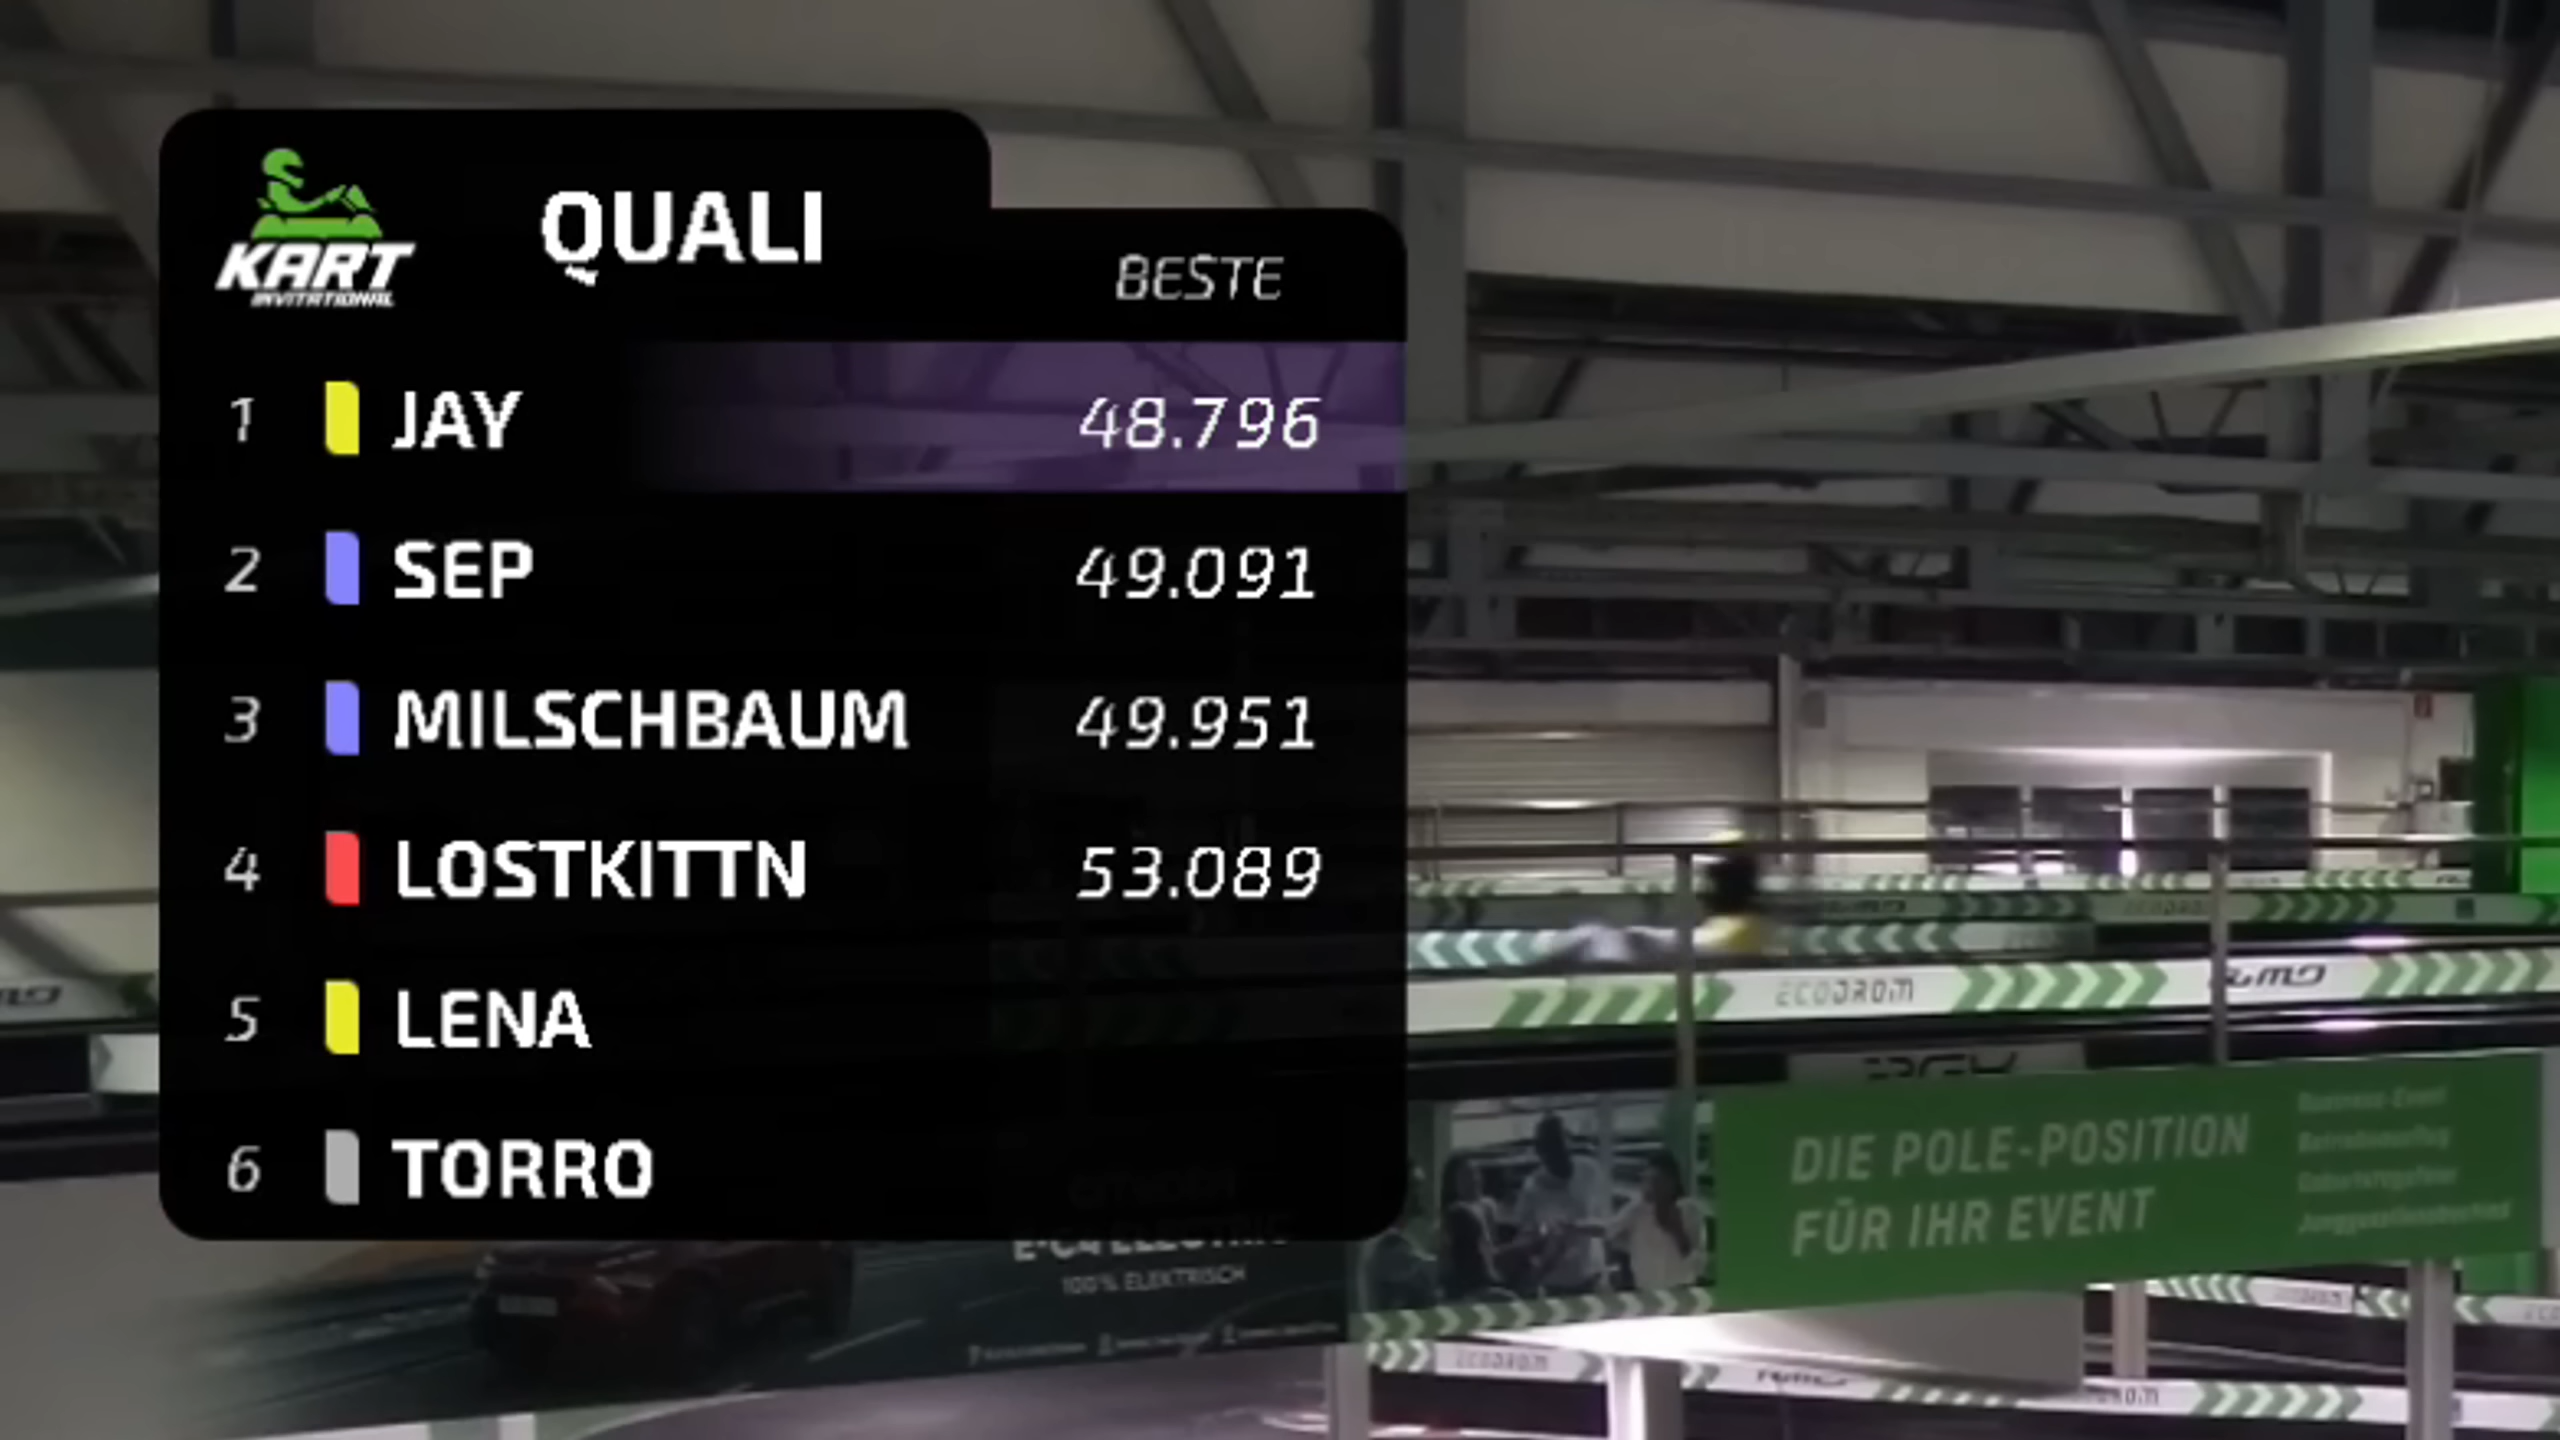 KART
INVITATIONAL
QUALI
BESTE
1 JAY 48.796
2 SEP 49.091
3 MILSCHBAUM 49.951
4 LOSTKITTN 53.089
5 LENA
6 TORRO
ECODROM
DIE POLE-POSITION
FÜR IHR EVENT
100% ELEKTRISCH
ECODROM